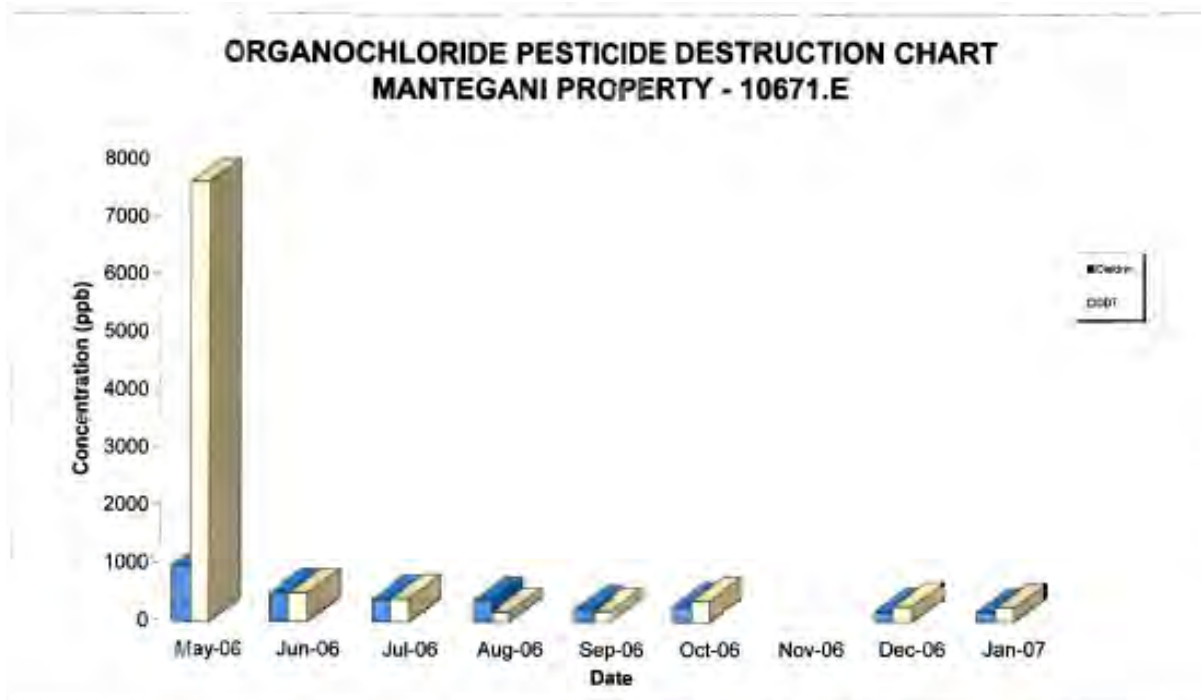 ORGANOCHLORIDE PESTICIDE DESTRUCTION CHART
MANTEGANI PROPERTY - 10671.E
8000
7000
6000
5000
4000
3000
2000
1000
0
Concentration (ppb)
May-06 Jun-06 Jul-06 Aug-06 Sep-06 Oct-06 Nov-06 Dec-06 Jan-07
Date
DDT